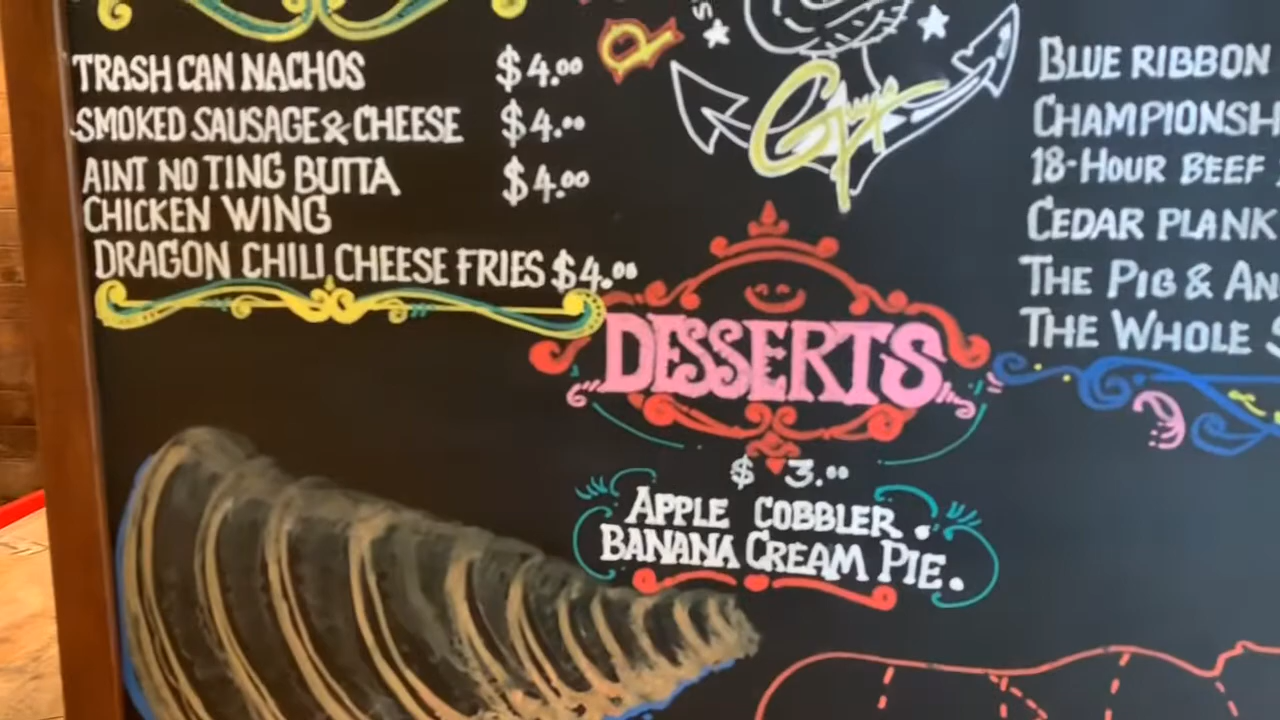 TRASH CAN NACHOS $4.00
SMOKED SAUSAGE & CHEESE $4.00
AINT NO TING BUTTA $4.00
CHICKEN WING
DRAGON CHILI CHEESE FRIES $4.00
Guy
DESSERTS
$ 3.00
APPLE COBBLER.
BANANA CREAM PIE.
BLUE RIBBON
CHAMPIONSH
18-HOUR BEEF
CEDAR PLANK
THE PIG & AN
THE WHOLE S